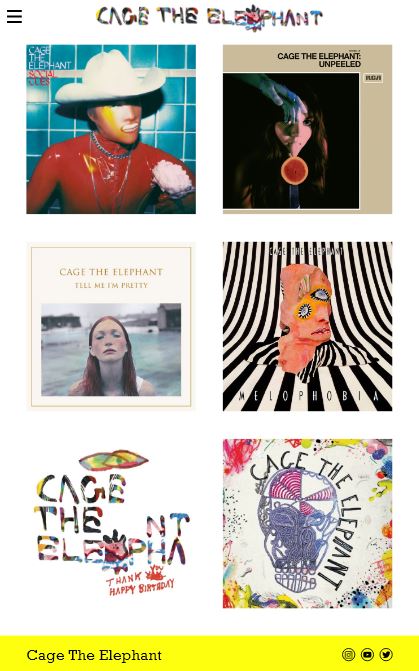 CAGE THE ELEPHANT
CAGE
THE
ELEPHANT
SOCIAL
CUES
CAGE THE ELEPHANT:
UNPEELED
RCA
CAGE THE ELEPHANT
TELL ME I'M PRETTY
CAGE THE ELEPHANT
MELOPHOBIA
CAGE
THE
ELEPHANT
THANK
HAPPY BIRTHDAY
CAGE THE ELEPHANT
Cage The Elephant